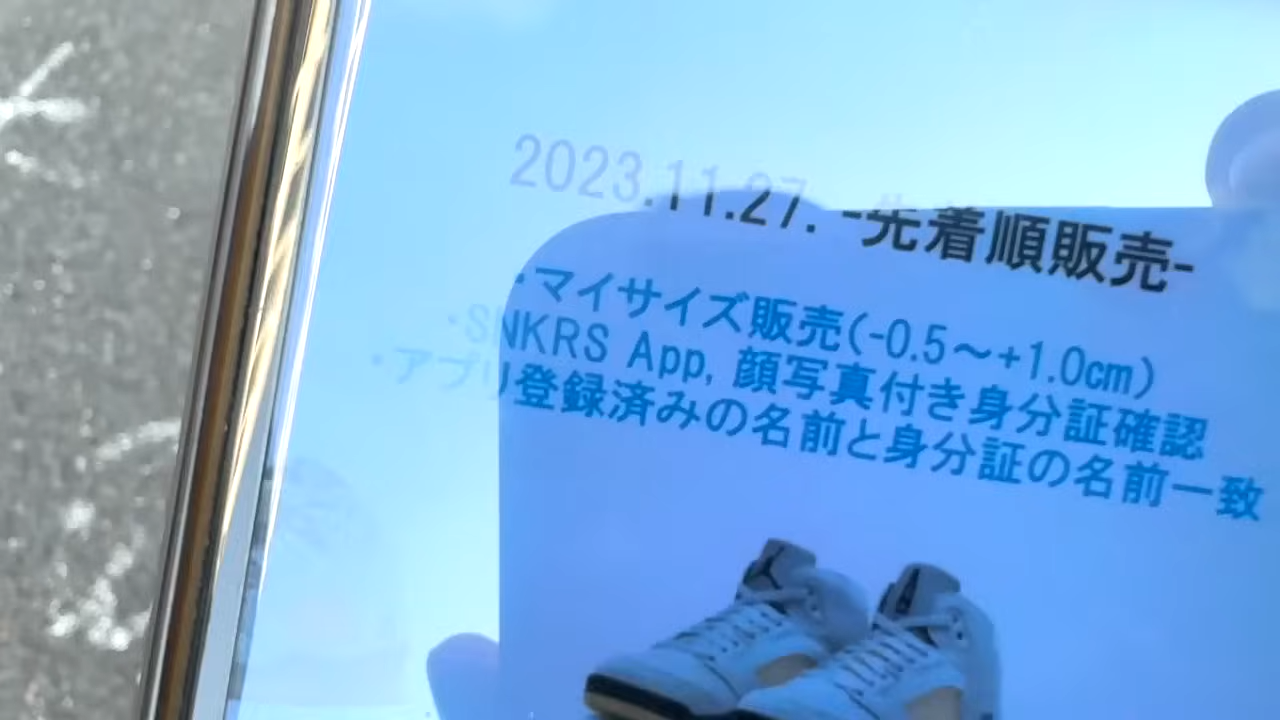 2023.11.27. -先着順販売-
・マイサイズ販売(-0.5～+1.0cm)
・SNKRS App, 顔写真付き身分証確認
・アプリ登録済みの名前と身分証の名前一致